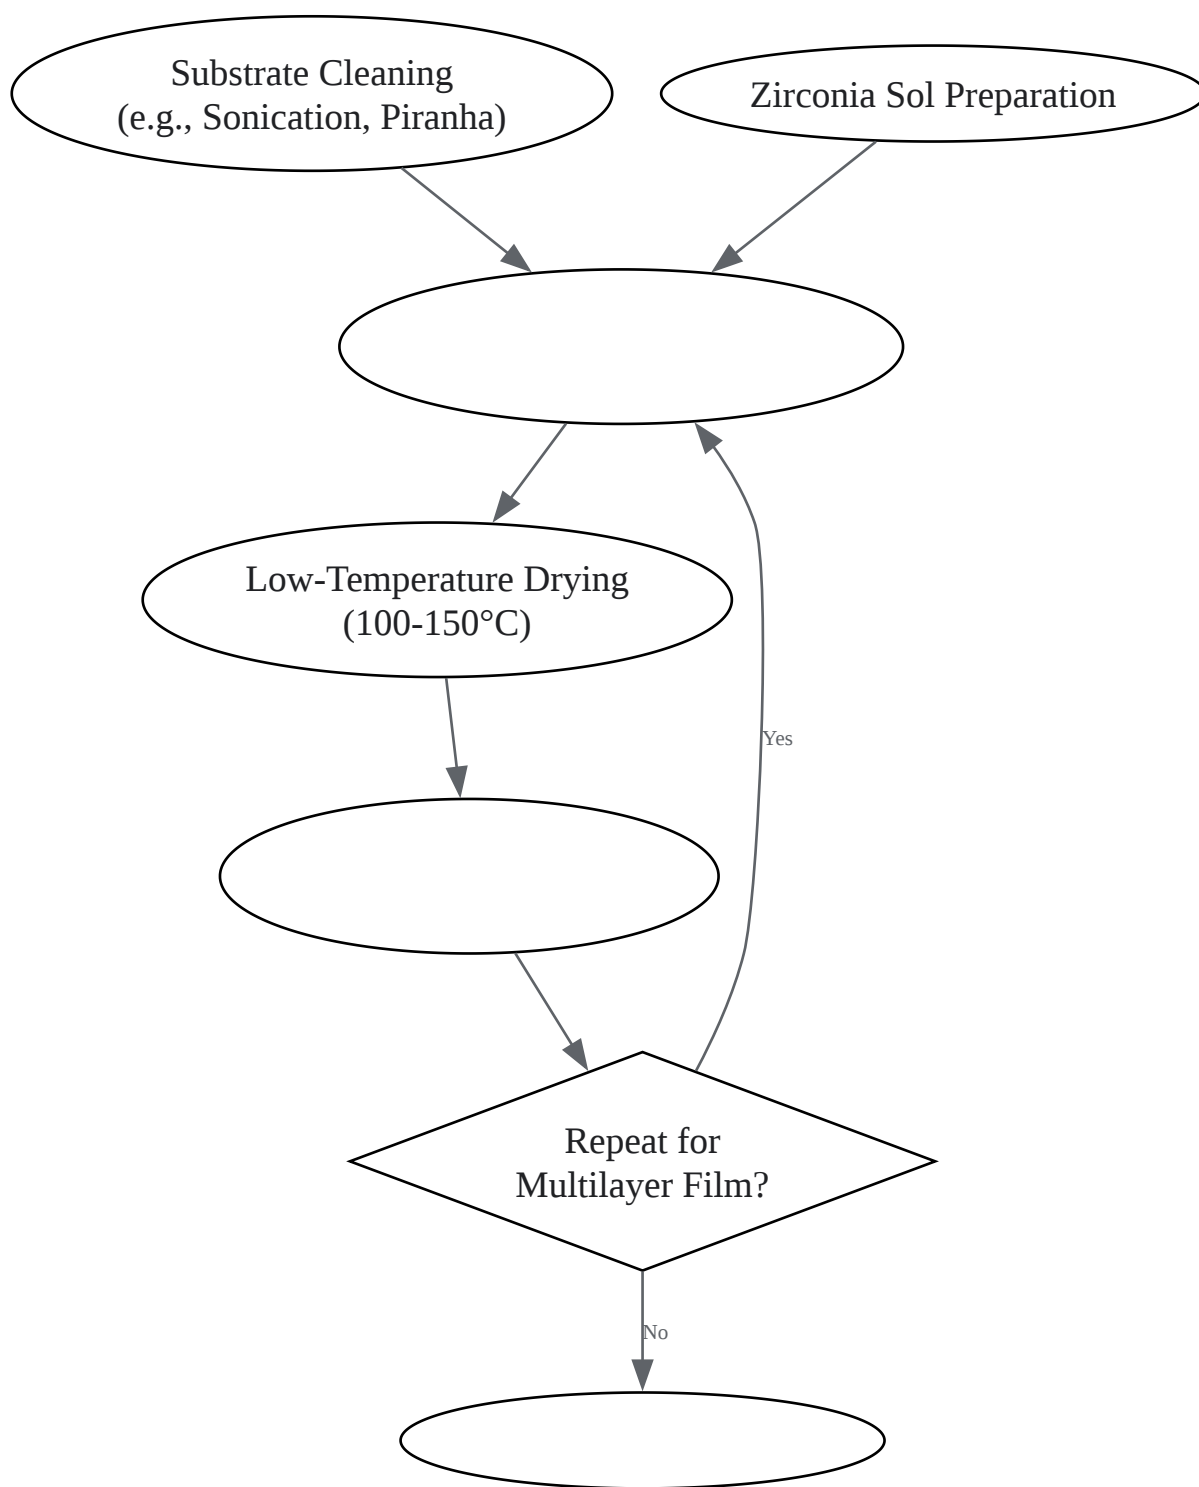 Substrate Cleaning
(e.g., Sonication, Piranha)
Zirconia Sol Preparation
Low-Temperature Drying
(100-150°C)
Yes
Repeat for
Multilayer Film?
No